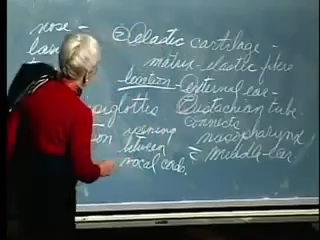 nose -
② elastic cartilage -
matrix - elastic fibers
location - external ear -
epiglottis
Eustachian tube -
connects
opening
nasopharynx
between
middle ear
vocal cords.